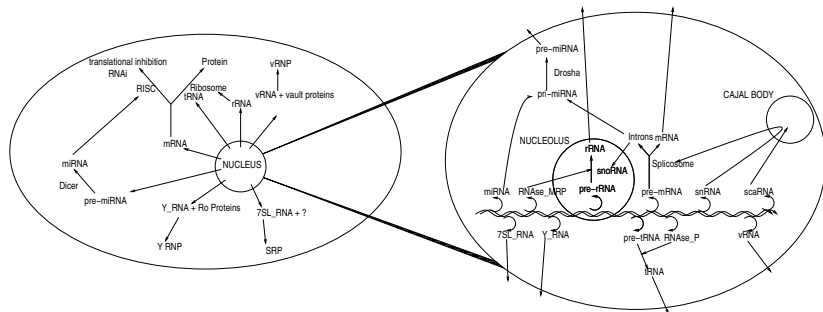 translational inhibition
RNAi
RISC
Protein
vRNP
Ribosome
tRNA
rRNA
vRNA + vault proteins
mRNA
NUCLEUS
miRNA
Dicer
pre-miRNA
Y_RNA + Ro Proteins
7SL_RNA + ?
Y RNP
SRP
pre-miRNA
Drosha
pri-miRNA
CAJAL BODY
NUCLEOLUS
rRNA
snoRNA
pre-rRNA
Introns
mRNA
Splicosome
miRNA
RNAse_MRP
pre-mRNA
snRNA
scaRNA
7SL_RNA
Y_RNA
pre-tRNA
RNAse_P
vRNA
tRNA